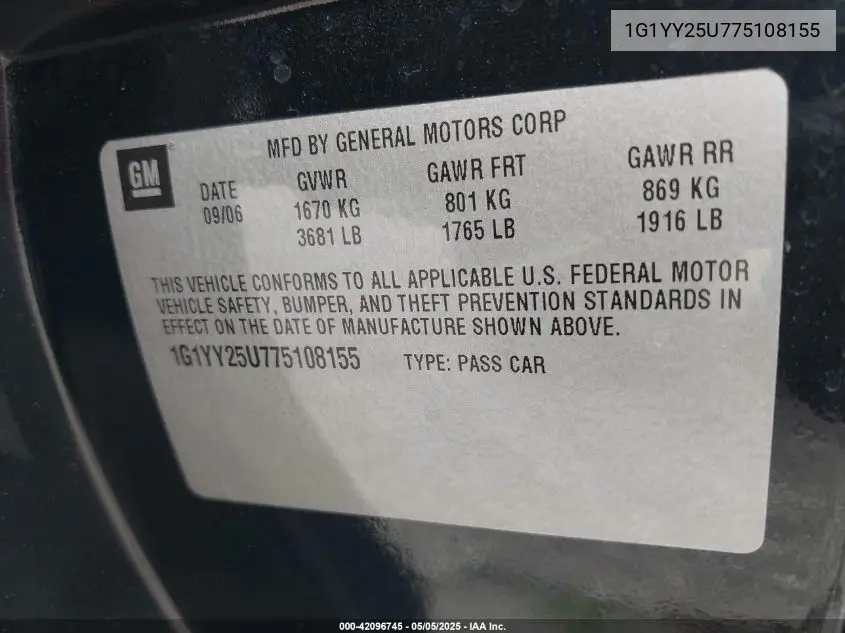 1G1YY25U775108155
MFD BY GENERAL MOTORS CORP
GM ®
DATE GVWR GAWR FRT GAWR RR
09/06 1670 KG 801 KG 869 KG
3681 LB 1765 LB 1916 LB
THIS VEHICLE CONFORMS TO ALL APPLICABLE U.S. FEDERAL MOTOR
VEHICLE SAFETY, BUMPER, AND THEFT PREVENTION STANDARDS IN
EFFECT ON THE DATE OF MANUFACTURE SHOWN ABOVE.
1G1YY25U775108155 TYPE: PASS CAR
000-42096745 - 05/05/2025 - IAA Inc.